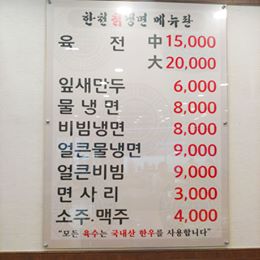 한천칡냉면 메뉴판
육전 中 15,000
大 20,000
잎새만두 6,000
물냉면 8,000
비빔냉면 8,000
얼큰물냉면 9,000
얼큰비빔 9,000
면사리 3,000
소주.맥주 4,000
"모든 육수는 국내산 한우를 사용합니다"